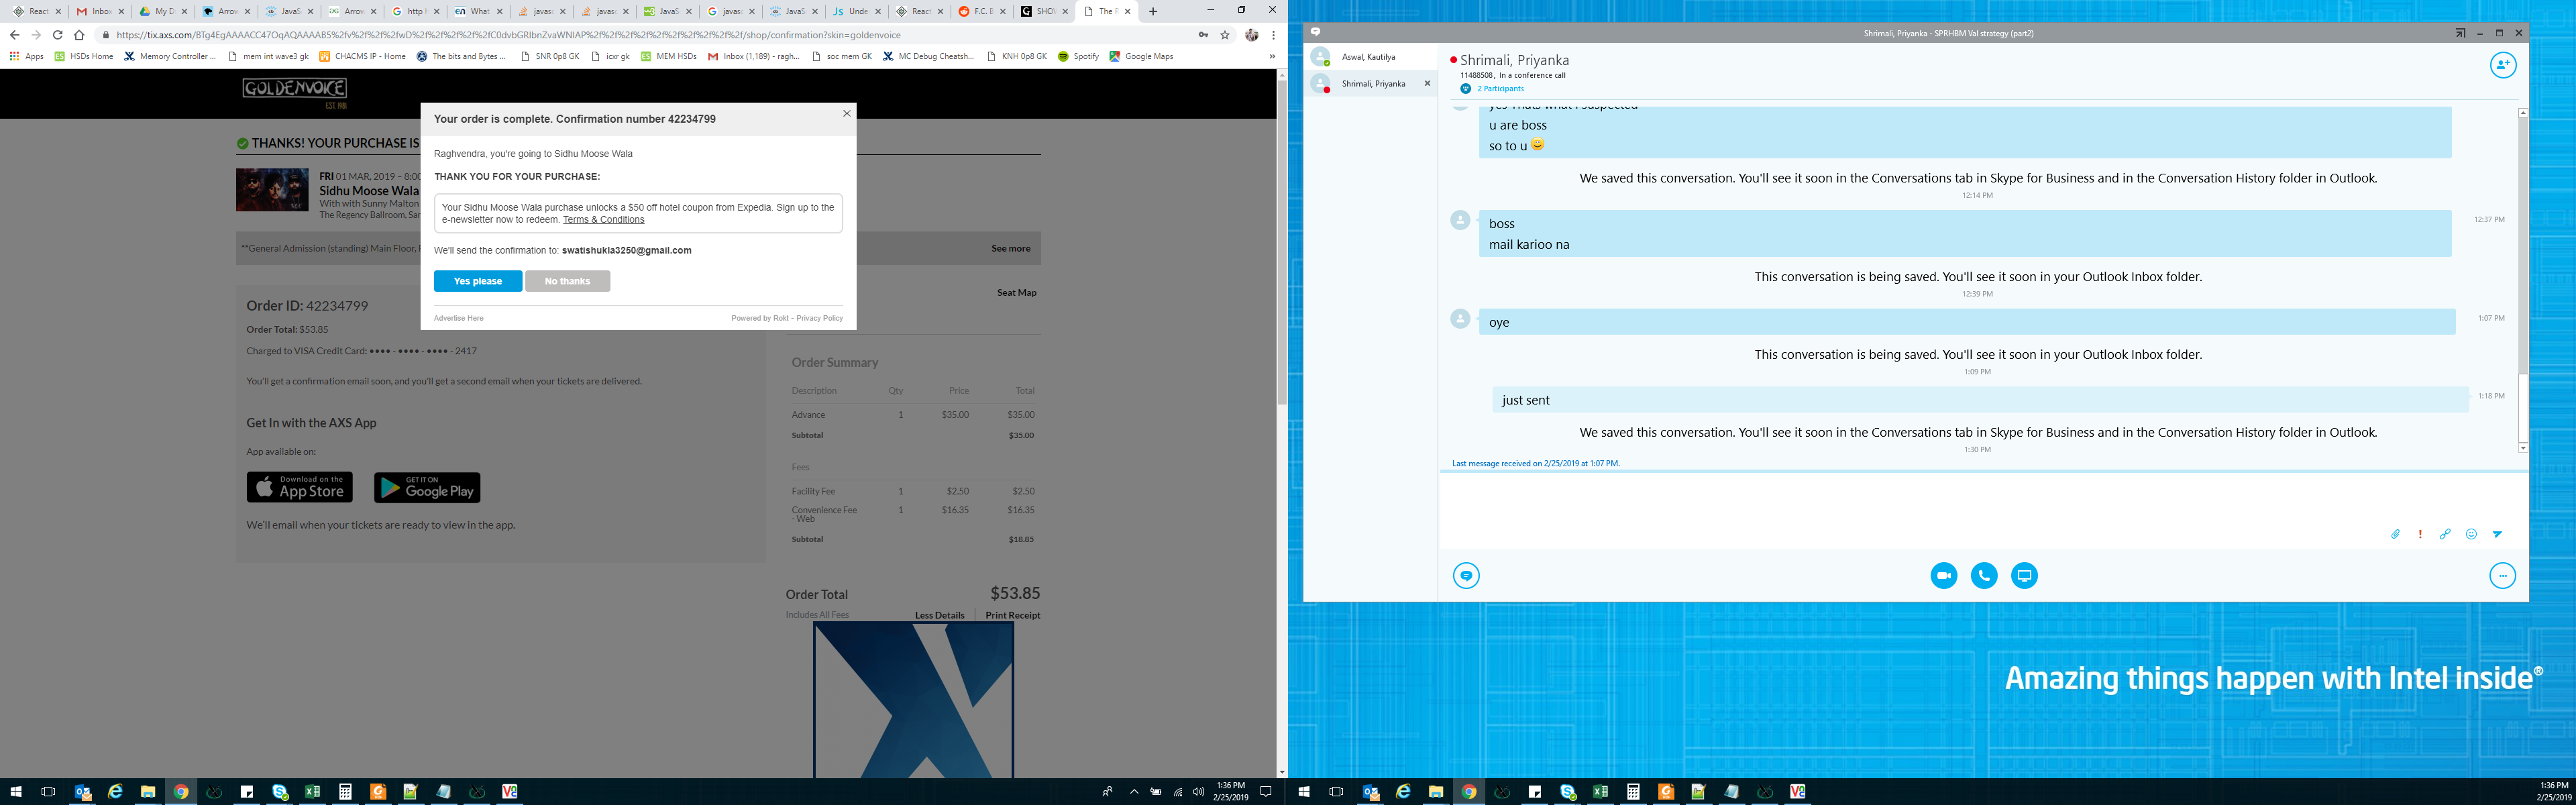 React
Inbox
My D
Arrow
JavaS
Arrow
http
What
javas
javas
JavaS
javas
JavaS
Unde
React
F.C. B
SHOW
The R
https://tix.axs.com/
/shop/confirmation?skin=goldenvoice
Apps
HSDs Home
Memory Controller ...
mem int wave3 gk
CHACMS IP - Home
The bits and Bytes ...
SNR 0p8 GK
icxr gk
MEM HSDs
Inbox (1,189) - ragh...
soc mem GK
MC Debug Cheatsh...
KNH 0p8 GK
Spotify
Google Maps
GOLDENVOICE
EST. 1981
THANKS! YOUR PURCHASE IS
FRI 01 MAR, 2019 – 8:00
Sidhu Moose Wala
With with Sunny Malton
The Regency Ballroom, San
**General Admission (standing) Main Floor,
See more
Seat Map
Your order is complete. Confirmation number 42234799
Raghvendra, you're going to Sidhu Moose Wala
THANK YOU FOR YOUR PURCHASE:
Your Sidhu Moose Wala purchase unlocks a $50 off hotel coupon from Expedia. Sign up to the
e-newsletter now to redeem. Terms & Conditions
We'll send the confirmation to: swatishukla3250@gmail.com
Yes please
No thanks
Advertise Here
Powered by Rokt - Privacy Policy
Order ID: 42234799
Order Total: $53.85
Charged to VISA Credit Card: •••• - •••• - •••• - 2417
You'll get a confirmation email soon, and you'll get a second email when your tickets are delivered.
Get In with the AXS App
App available on:
Download on the
App Store
GET IT ON
Google Play
We'll email when your tickets are ready to view in the app.
Order Summary
Description Qty Price Total
Advance 1 $35.00 $35.00
Subtotal $35.00
Fees
Facility Fee 1 $2.50 $2.50
Convenience Fee 1 $16.35 $16.35
- Web
Subtotal $18.85
Order Total $53.85
Includes All Fees Less Details Print Receipt
1:36 PM
2/25/2019
Shrimali, Priyanka - SPRHBM Val strategy (part2)
Aswal, Kautilya
Shrimali, Priyanka
Shrimali, Priyanka
11488508, In a conference call
2 Participants
yes Thats what I suspected
u are boss
so to u 😀
We saved this conversation. You'll see it soon in the Conversations tab in Skype for Business and in the Conversation History folder in Outlook.
12:14 PM
boss
12:37 PM
mail karioo na
This conversation is being saved. You'll see it soon in your Outlook Inbox folder.
12:39 PM
oye
1:07 PM
This conversation is being saved. You'll see it soon in your Outlook Inbox folder.
1:09 PM
just sent
1:18 PM
We saved this conversation. You'll see it soon in the Conversations tab in Skype for Business and in the Conversation History folder in Outlook.
1:30 PM
Last message received on 2/25/2019 at 1:07 PM.
Amazing things happen with Intel inside®
1:36 PM
2/25/2019